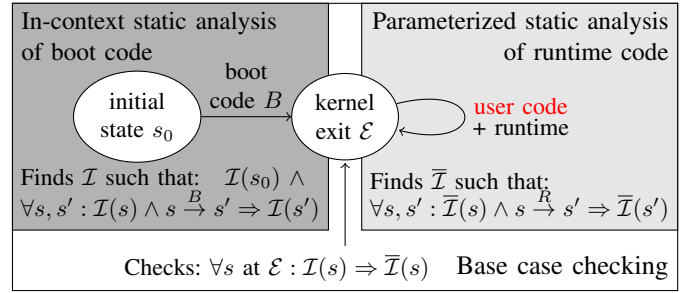 In-context static analysis
of boot code
initial
state s₀
boot
code B
kernel
exit ℰ
Finds ℐ such that: ℐ(s₀) ∧
∀s, s′ : ℐ(s) ∧ s →ᴮ s′ ⇒ ℐ(s′)
Parameterized static analysis
of runtime code
user code
+ runtime
Finds ℐ̅ such that:
∀s, s′ : ℐ̅(s) ∧ s →ᴿ s′ ⇒ ℐ̅(s′)
Checks: ∀s at ℰ : ℐ(s) ⇒ ℐ̅(s)
Base case checking